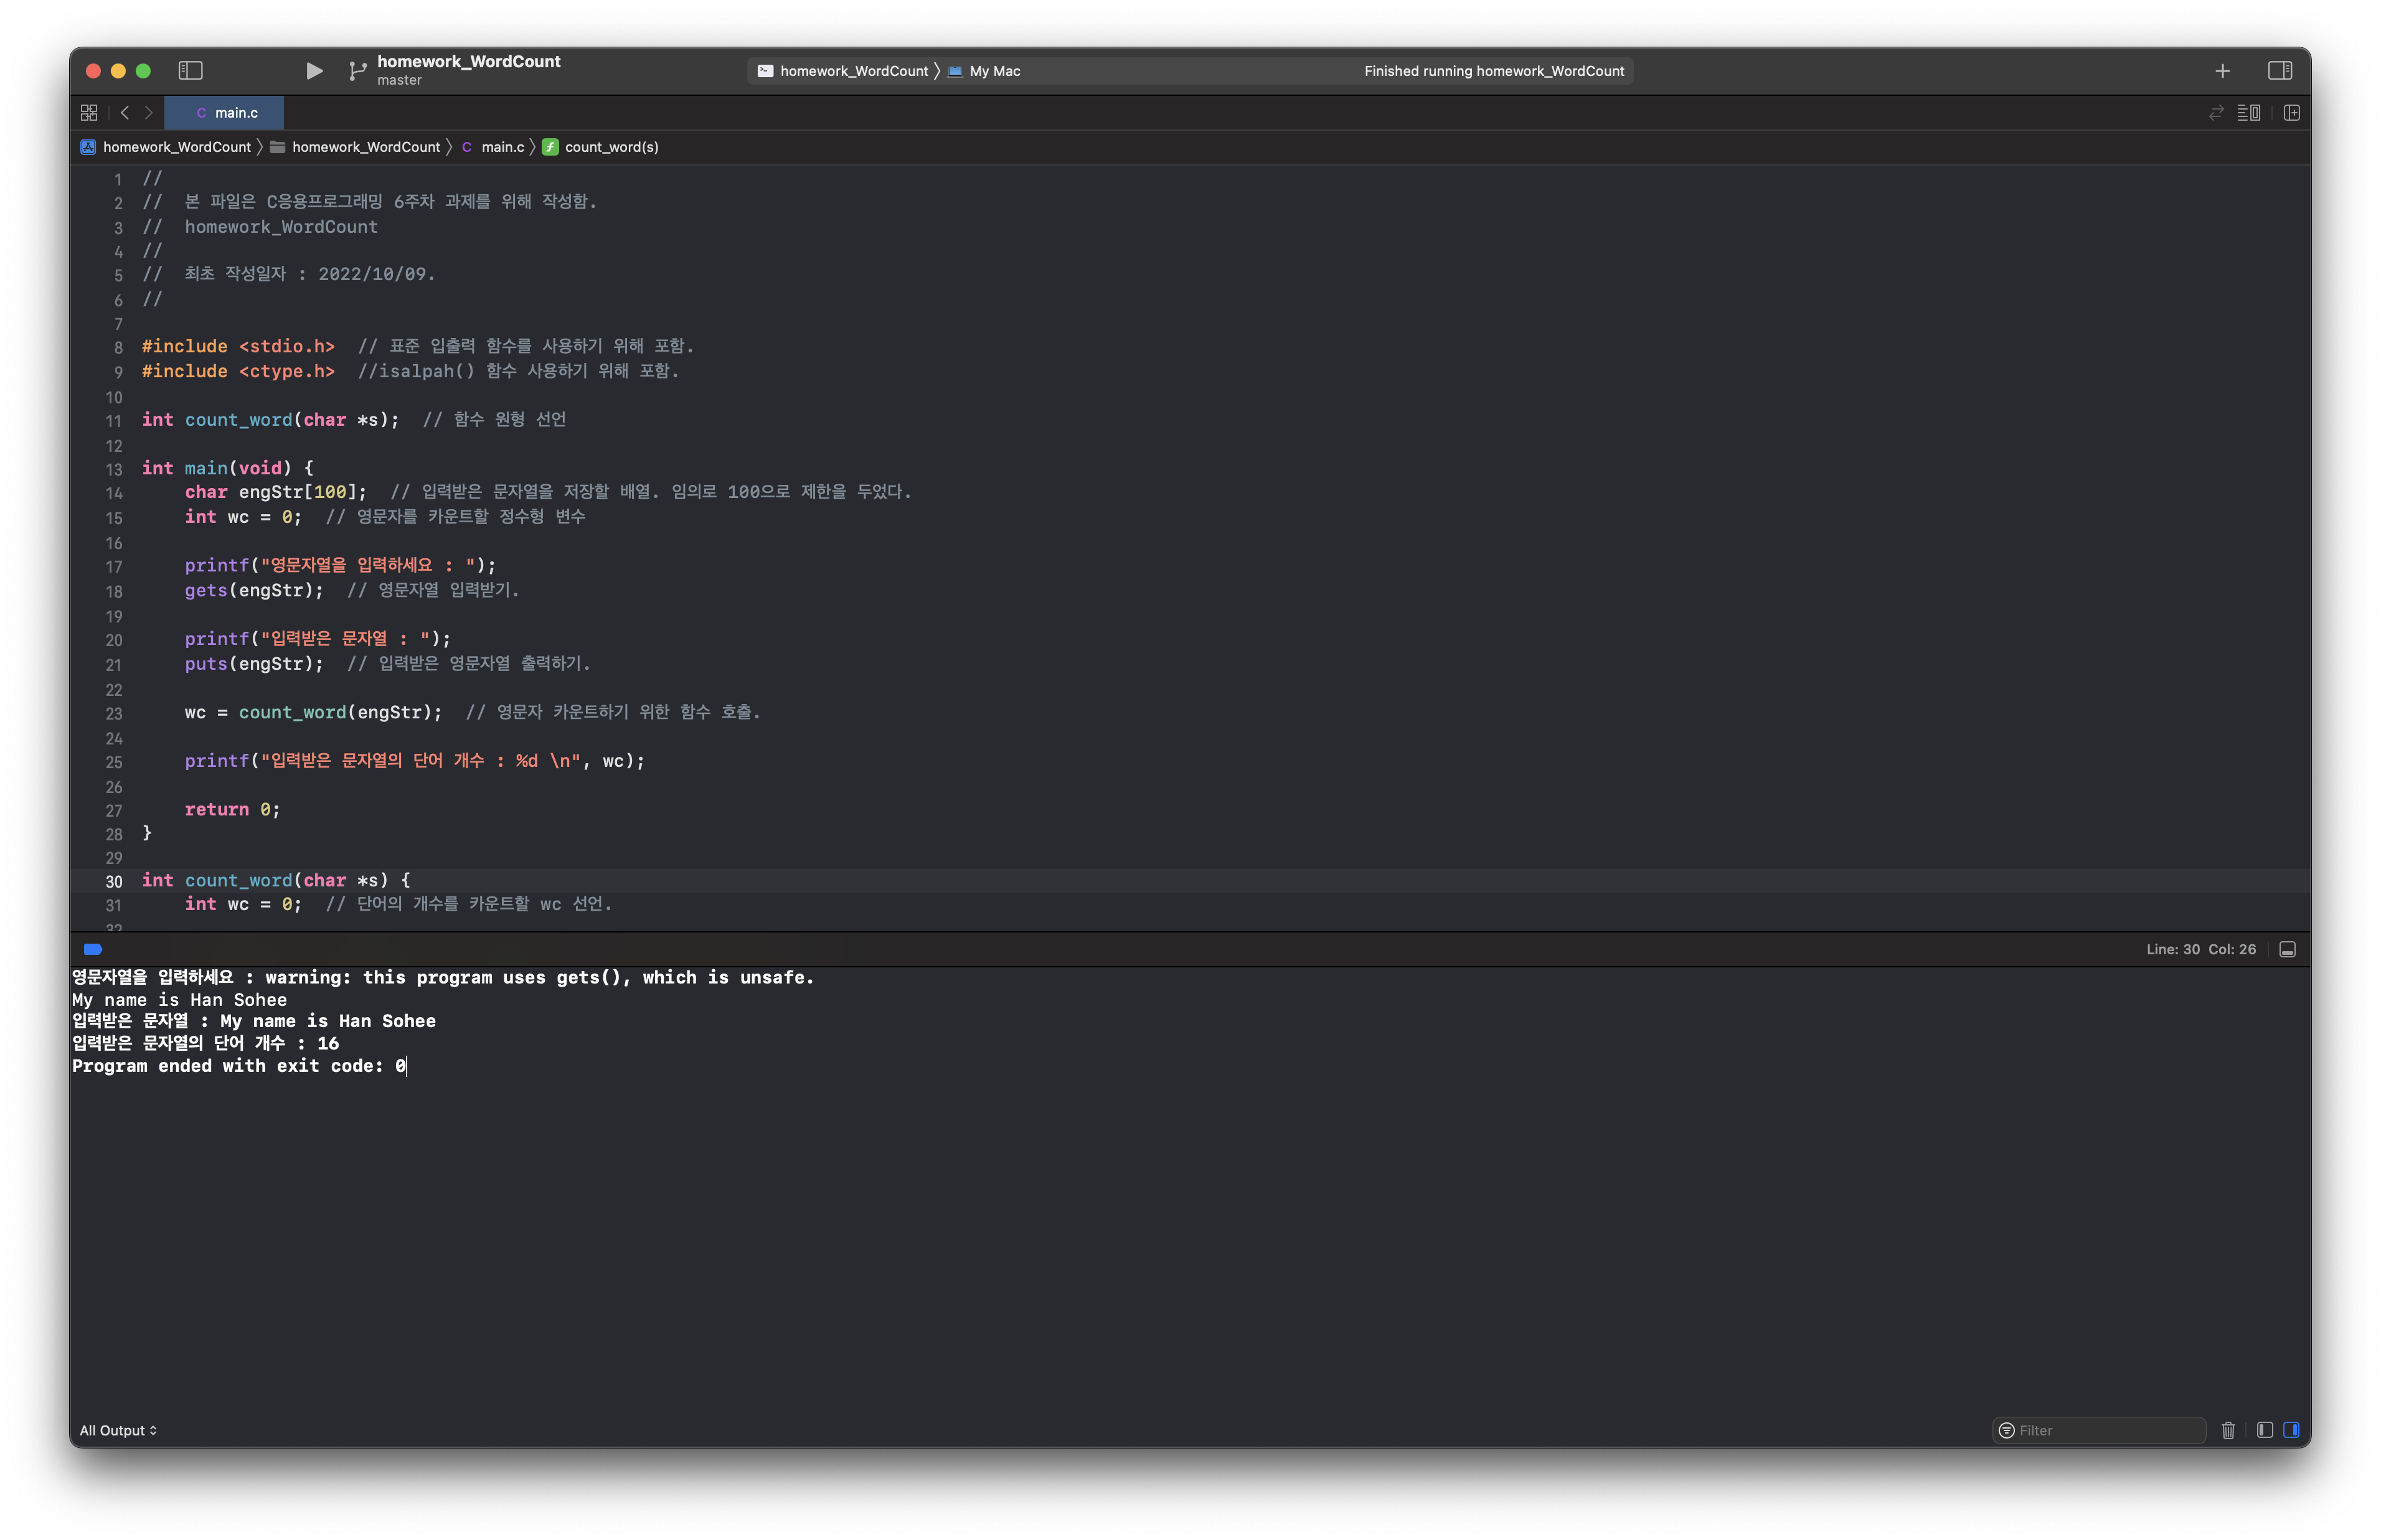 homework_WordCount
master
homework_WordCount 〉 My Mac
Finished running homework_WordCount
C main.c
homework_WordCount 〉 homework_WordCount 〉 C main.c 〉 f count_word(s)
1 //
2 //  본 파일은 C응용프로그래밍 6주차 과제를 위해 작성함.
3 //  homework_WordCount
4 //
5 //  최초 작성일자 : 2022/10/09.
6 //
7
8 #include <stdio.h>  // 표준 입출력 함수를 사용하기 위해 포함.
9 #include <ctype.h>  //isalpah() 함수 사용하기 위해 포함.
10
11 int count_word(char *s);  // 함수 원형 선언
12
13 int main(void) {
14     char engStr[100];  // 입력받은 문자열을 저장할 배열. 임의로 100으로 제한을 두었다.
15     int wc = 0;  // 영문자를 카운트할 정수형 변수
16
17     printf("영문자열을 입력하세요 : ");
18     gets(engStr);  // 영문자열 입력받기.
19
20     printf("입력받은 문자열 : ");
21     puts(engStr);  // 입력받은 영문자열 출력하기.
22
23     wc = count_word(engStr);  // 영문자 카운트하기 위한 함수 호출.
24
25     printf("입력받은 문자열의 단어 개수 : %d \n", wc);
26
27     return 0;
28 }
29
30 int count_word(char *s) {
31     int wc = 0;  // 단어의 개수를 카운트할 wc 선언.
32
Line: 30  Col: 26
영문자열을 입력하세요 : warning: this program uses gets(), which is unsafe.
My name is Han Sohee
입력받은 문자열 : My name is Han Sohee
입력받은 문자열의 단어 개수 : 16
Program ended with exit code: 0
All Output
Filter